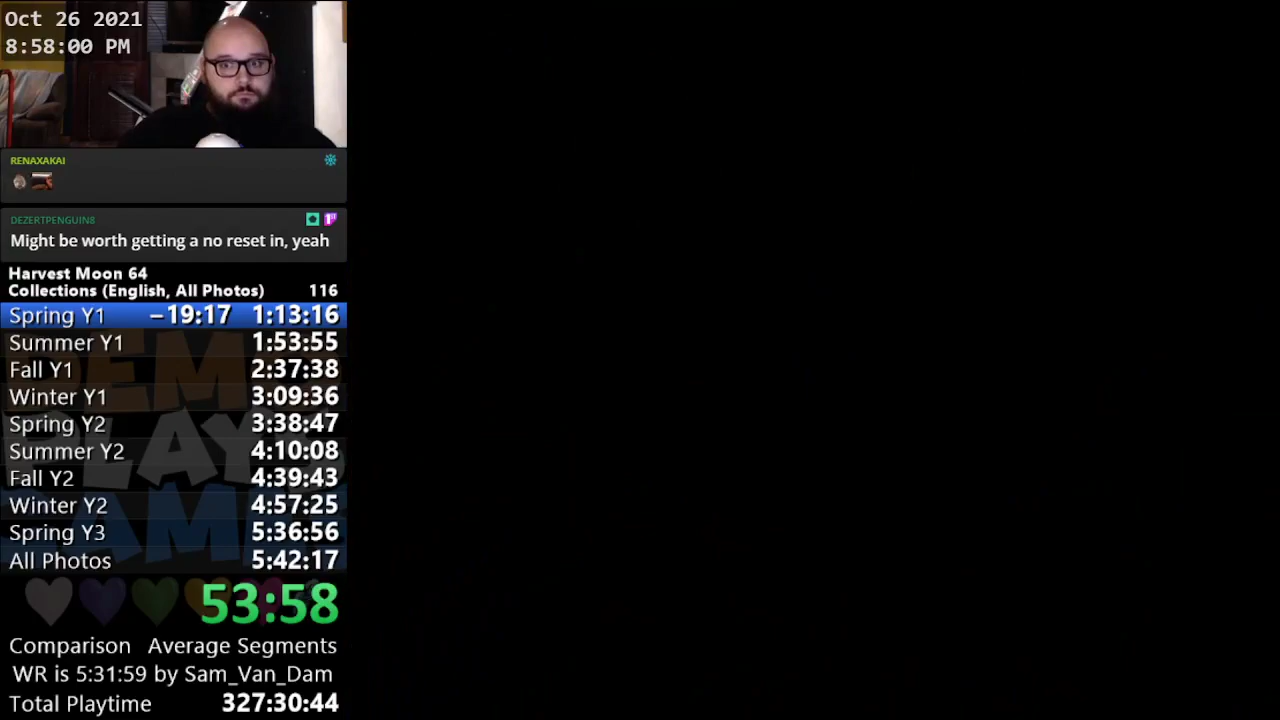 Oct 26 2021
8:58:00 PM
RENAXAKAI
DEZERTPENGUIN8
Might be worth getting a no reset in, yeah
Harvest Moon 64
Collections (English, All Photos) 116
Spring Y1 −19:17 1:13:16
Summer Y1 1:53:55
Fall Y1 2:37:38
Winter Y1 3:09:36
Spring Y2 3:38:47
Summer Y2 4:10:08
Fall Y2 4:39:43
Winter Y2 4:57:25
Spring Y3 5:36:56
All Photos 5:42:17
DEMO
PLAYS
GAMES
53:58
Comparison Average Segments
WR is 5:31:59 by Sam_Van_Dam
Total Playtime 327:30:44